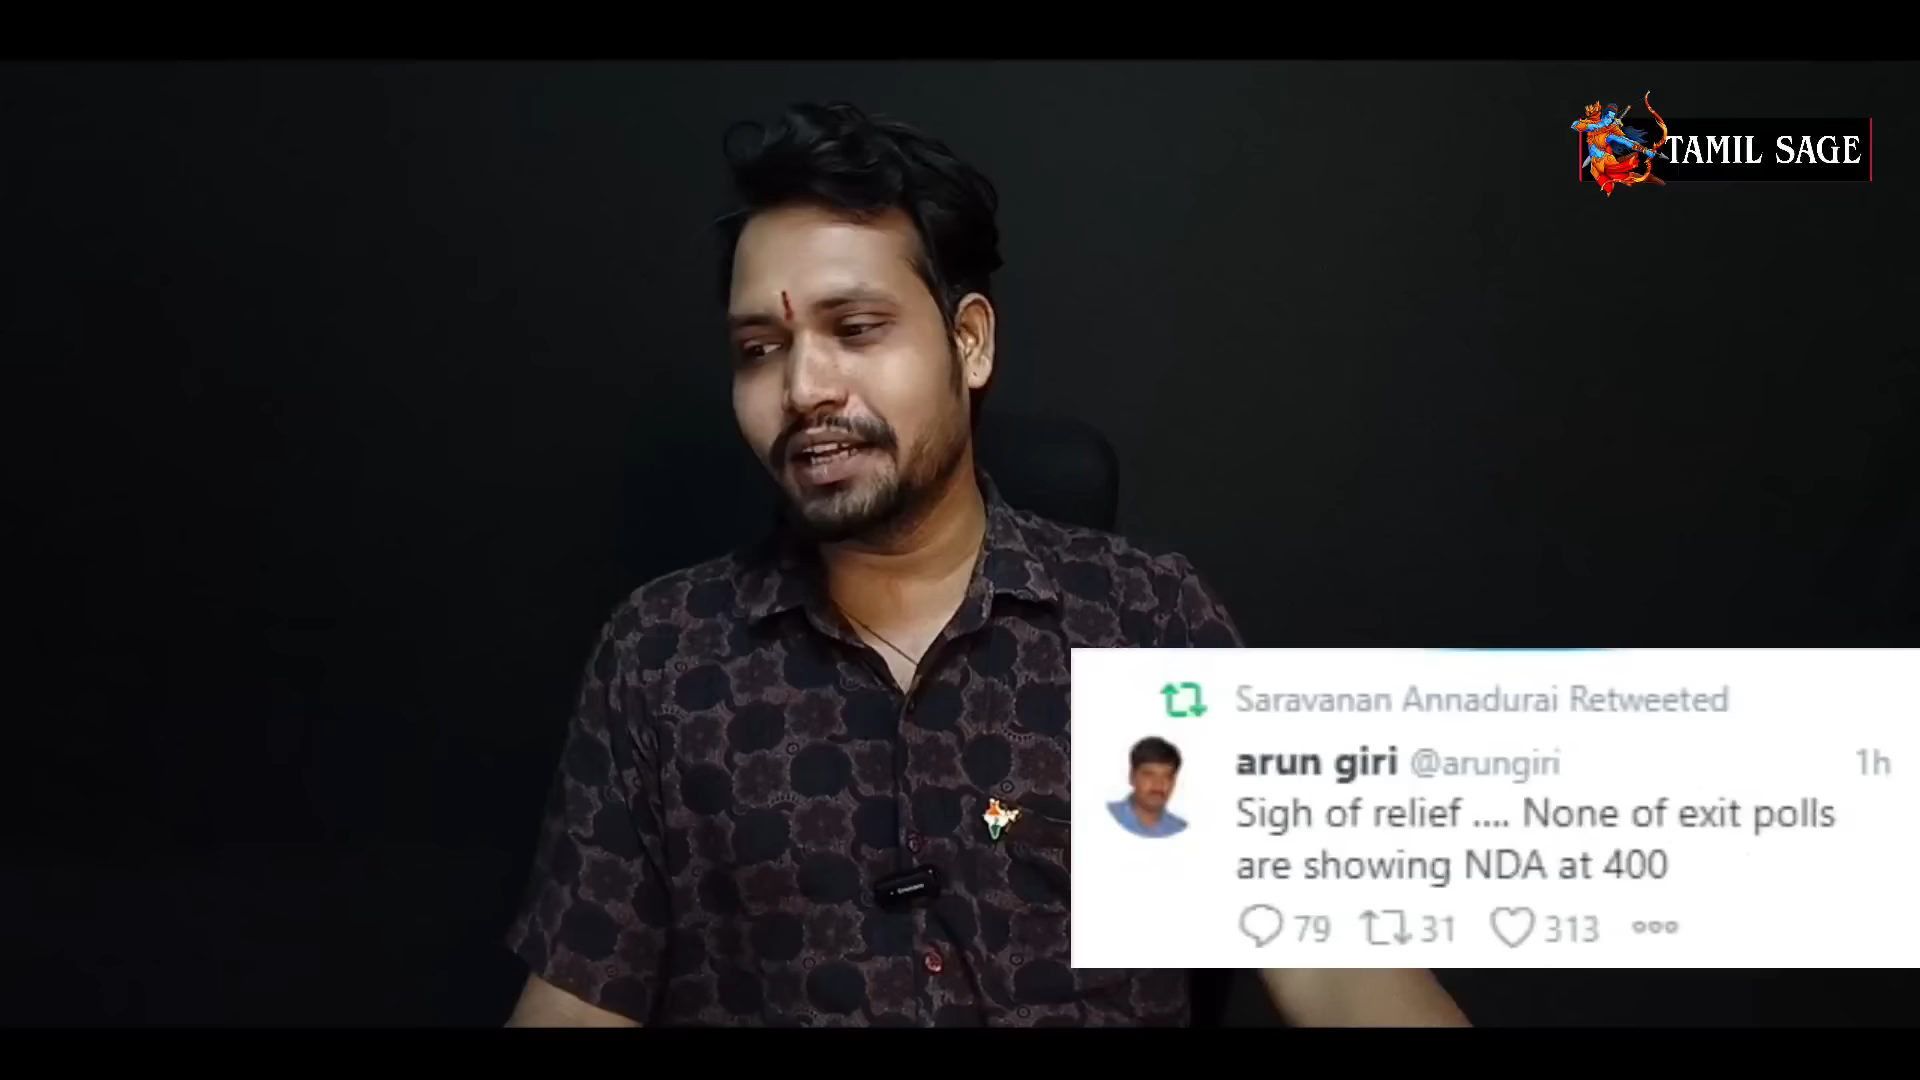 TAMIL SAGE
Saravanan Annadurai Retweeted
arun giri @arungiri 1h
Sigh of relief .... None of exit polls
are showing NDA at 400
79 31 313